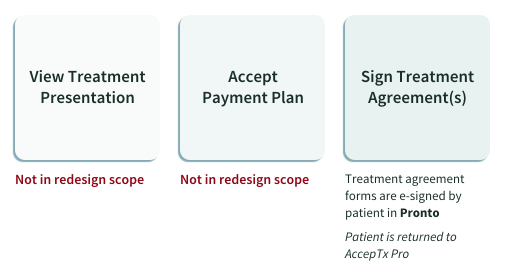 View Treatment
Presentation
Accept
Payment Plan
Sign Treatment
Agreement(s)
Not in redesign scope
Not in redesign scope
Treatment agreement
forms are e-signed by
patient in Pronto
Patient is returned to
AccepTx Pro